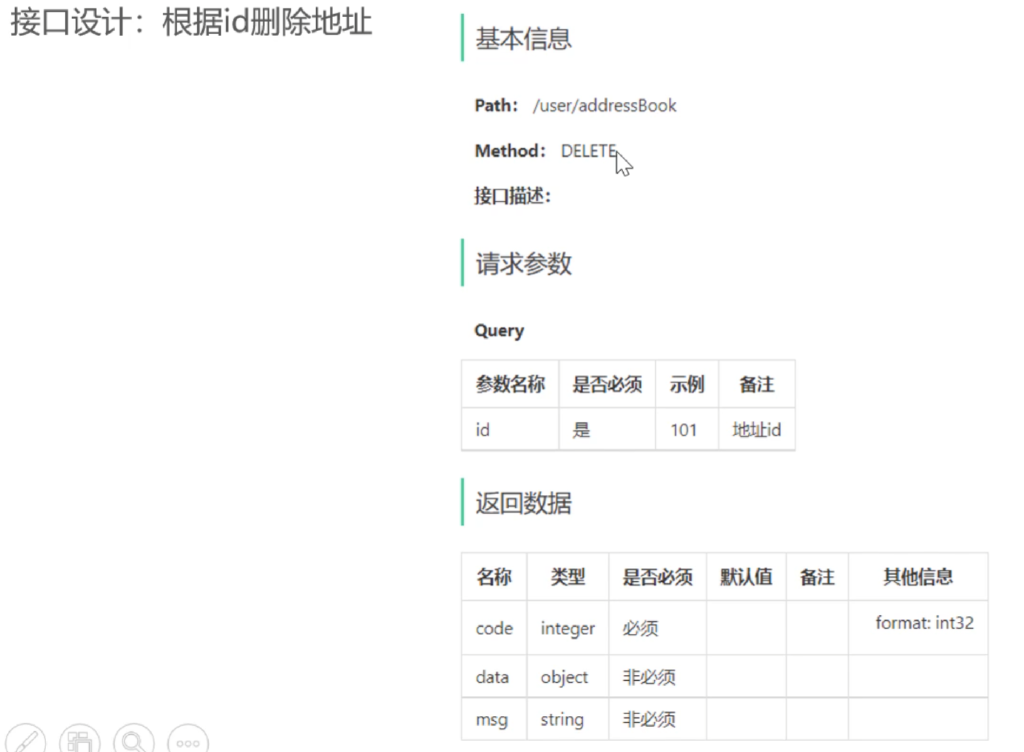 接口设计：根据id删除地址
基本信息
Path： /user/addressBook
Method： DELETE
接口描述：
请求参数
Query
参数名称 是否必须 示例 备注
id 是 101 地址id
返回数据
名称 类型 是否必须 默认值 备注 其他信息
code integer 必须 format: int32
data object 非必须
msg string 非必须